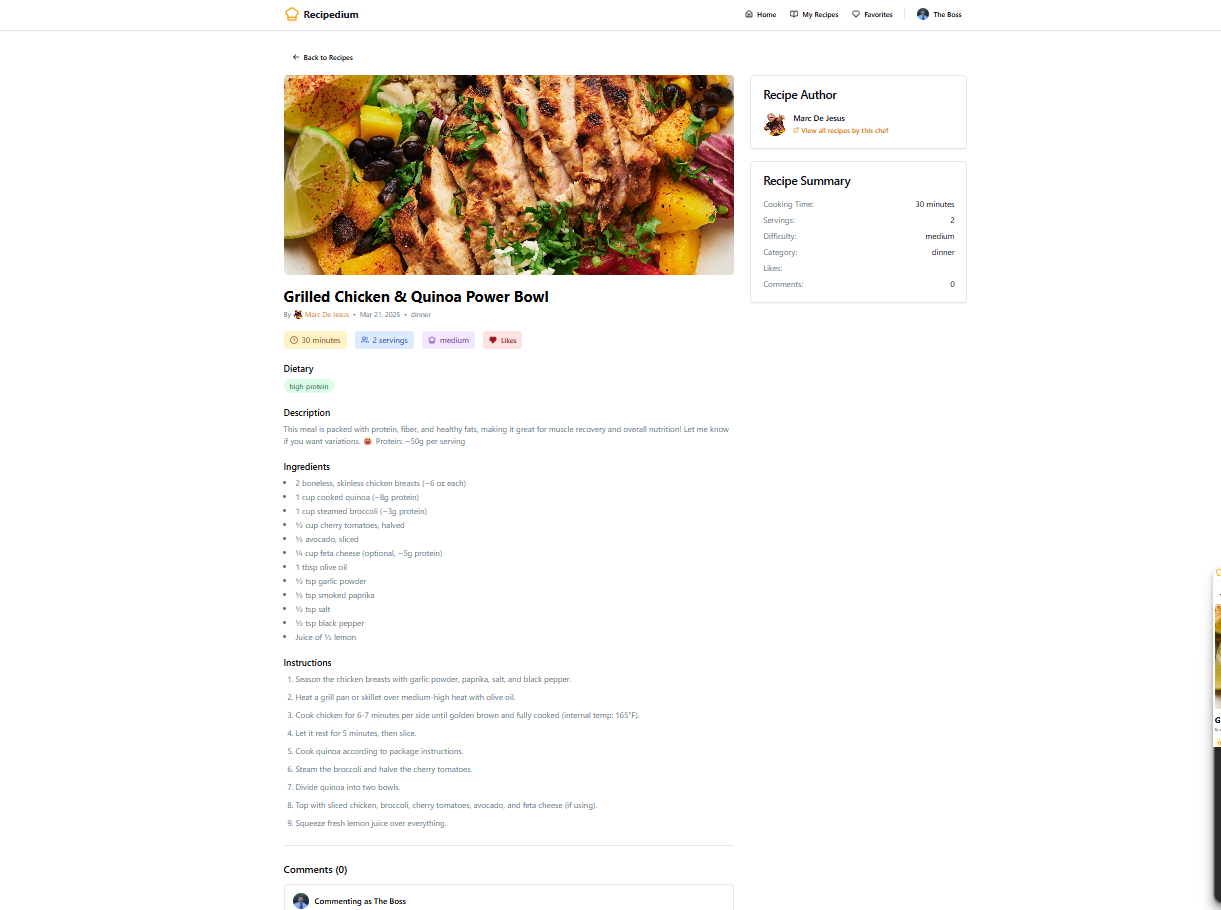 Recipedium
Home
My Recipes
Favorites
The Boss
Back to Recipes
Grilled Chicken & Quinoa Power Bowl
By Marc De Jesus • Mar 21, 2025 • dinner
30 minutes
2 servings
medium
Likes
Dietary
high-protein
Description
This meal is packed with protein, fiber, and healthy fats, making it great for muscle recovery and overall nutrition! Let me know
if you want variations. Protein: ~50g per serving
Ingredients
• 2 boneless, skinless chicken breasts (~6 oz each)
• 1 cup cooked quinoa (~8g protein)
• 1 cup steamed broccoli (~3g protein)
• ½ cup cherry tomatoes, halved
• ½ avocado, sliced
• ¼ cup feta cheese (optional, ~5g protein)
• 1 tbsp olive oil
• ½ tsp garlic powder
• ½ tsp smoked paprika
• ½ tsp salt
• ½ tsp black pepper
• Juice of ½ lemon
Instructions
1. Season the chicken breasts with garlic powder, paprika, salt, and black pepper.
2. Heat a grill pan or skillet over medium-high heat with olive oil.
3. Cook chicken for 6-7 minutes per side until golden brown and fully cooked (internal temp: 165°F).
4. Let it rest for 5 minutes, then slice.
5. Cook quinoa according to package instructions.
6. Steam the broccoli and halve the cherry tomatoes.
7. Divide quinoa into two bowls.
8. Top with sliced chicken, broccoli, cherry tomatoes, avocado, and feta cheese (if using).
9. Squeeze fresh lemon juice over everything.
Comments (0)
Commenting as The Boss
Recipe Author
Marc De Jesus
View all recipes by this chef
Recipe Summary
Cooking Time: 30 minutes
Servings: 2
Difficulty: medium
Category: dinner
Likes:
Comments: 0
G